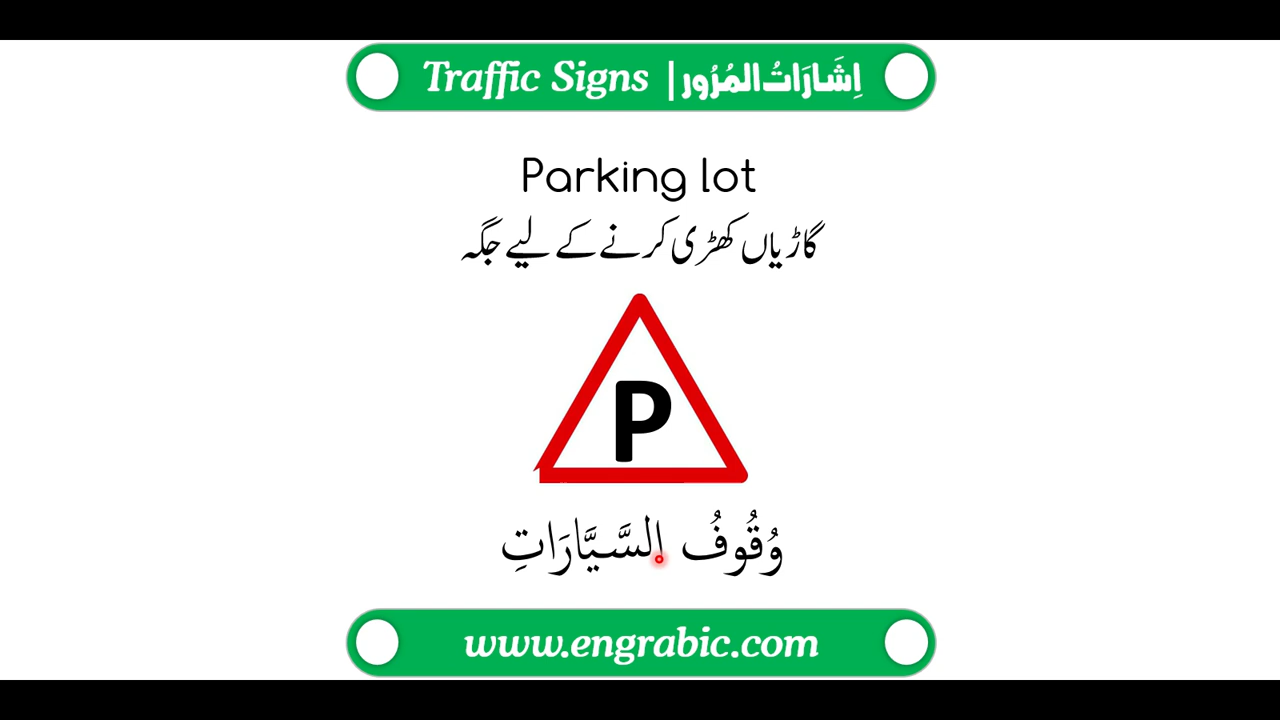 Traffic Signs | اِشَارَاتُ المُرُور
Parking lot
گاڑیاں کھڑی کرنے کے لیے جگہ
P
وُقُوفُ السَّيَّارَاتِ
www.engrabic.com